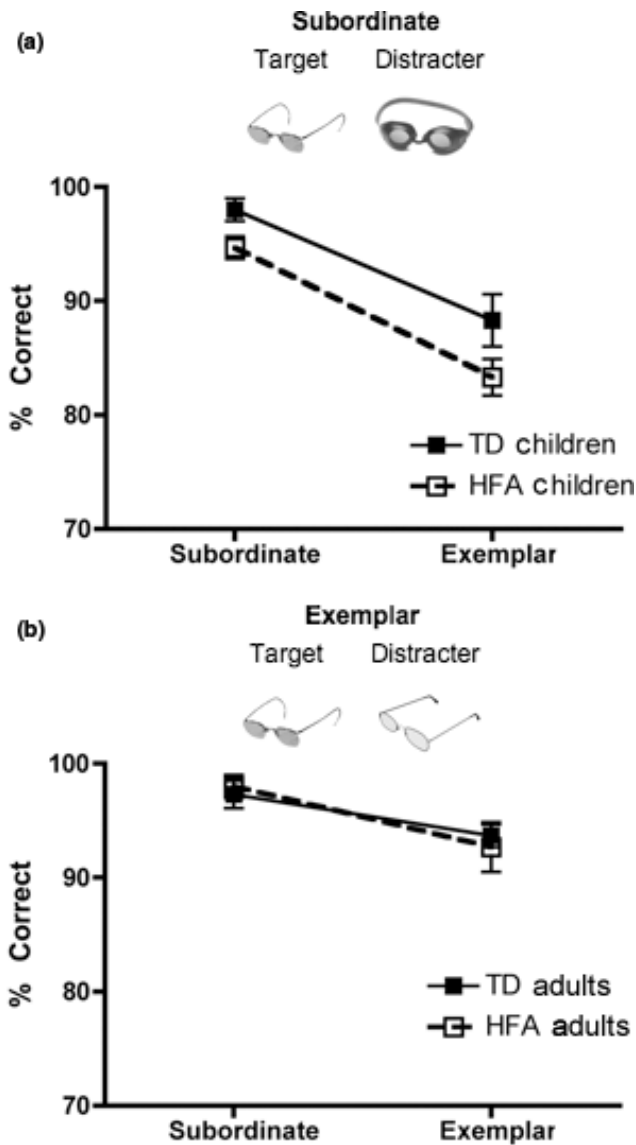 (a)
Subordinate
Target Distracter
100
90
80
70
% Correct
TD children
HFA children
Subordinate Exemplar
(b)
Exemplar
Target Distracter
100
90
80
70
% Correct
TD adults
HFA adults
Subordinate Exemplar